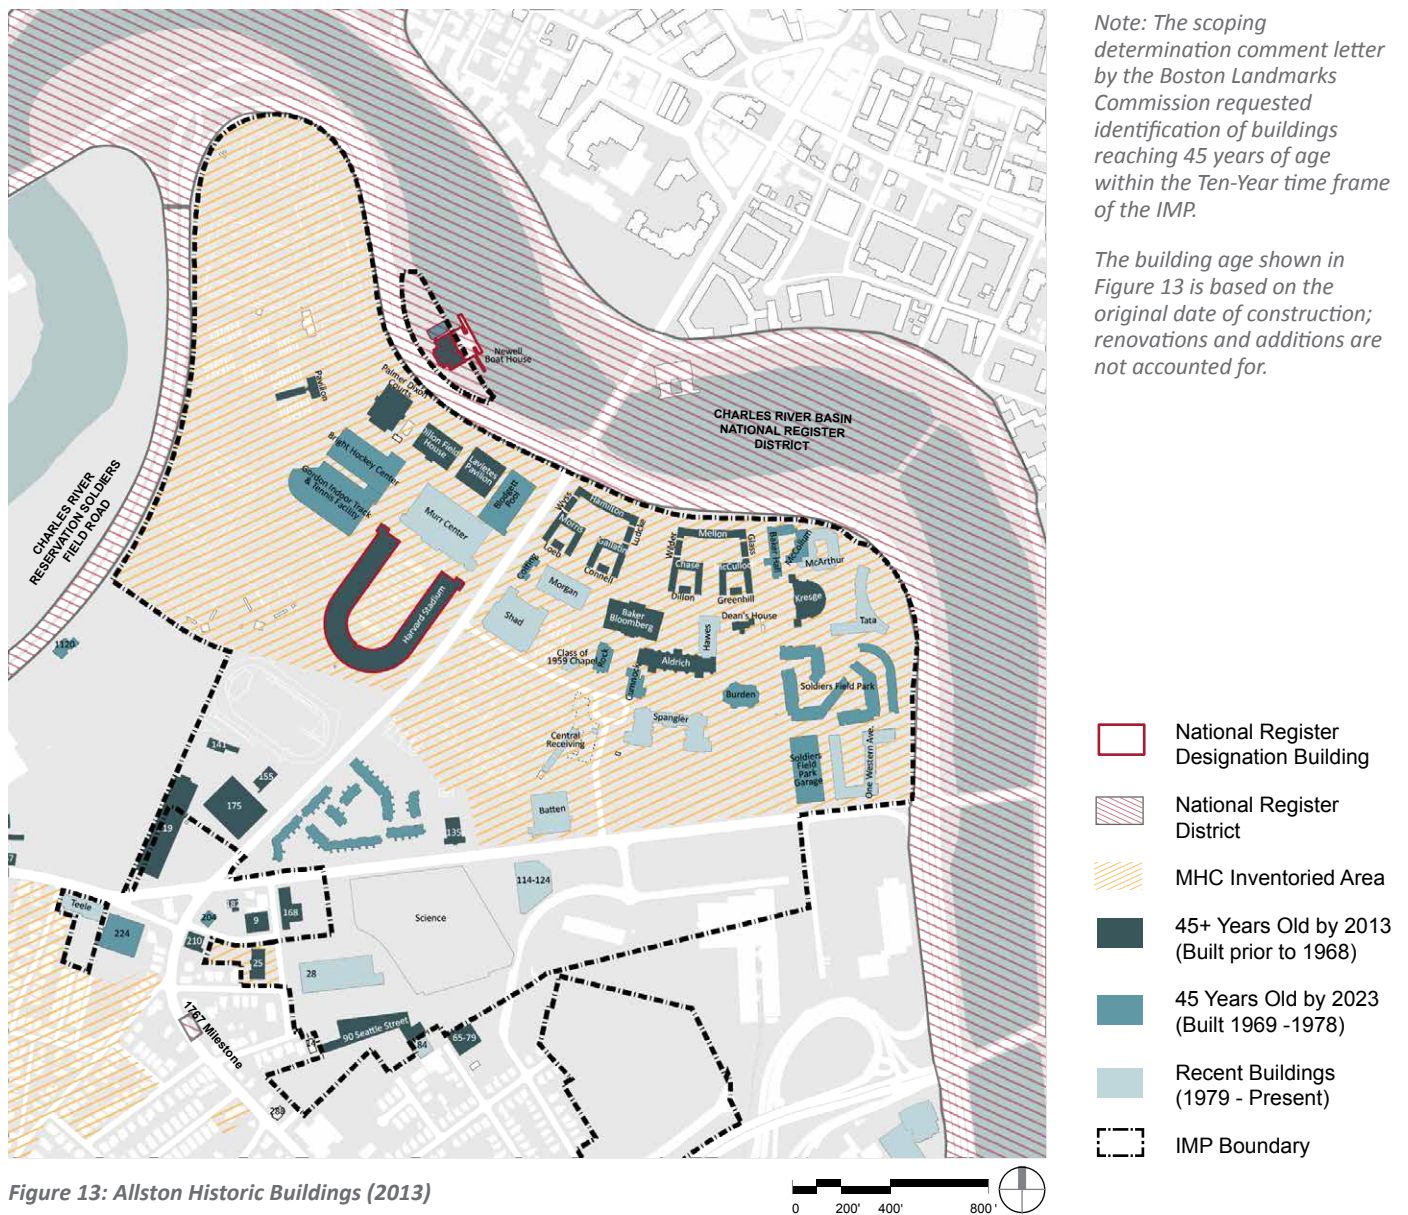 Note: The scoping
determination comment letter
by the Boston Landmarks
Commission requested
identification of buildings
reaching 45 years of age
within the Ten-Year time frame
of the IMP.
The building age shown in
Figure 13 is based on the
original date of construction;
renovations and additions are
not accounted for.
Newell
Boat House
CHARLES RIVER BASIN
NATIONAL REGISTER
DISTRICT
CHARLES RIVER
RESERVATION SOLDIERS
FIELD ROAD
Pavilion
Palmer Dixon
Courts
Dillon Field
House
Lavietes
Pavilion
Blodgett
Pool
Bright Hockey Center
Gordon Indoor Track
& Tennis Facility
Murr Center
Harvard Stadium
Wyss
Hamilton
Morris
Gallatin
Ludcke
Loeb
Connell
Cotting
Morgan
Shad
Wilder
Mellon
Glass
Chase
McCulloc
Dillon
Greenhill
Baker Hall
McCollum
McArthur
Kresge
Tata
Dean's House
Baker
Bloomberg
Hawes
Class of
1959 Chapel
Rock
Aldrich
Cumnock
Burden
Soldiers Field Park
Spangler
Central
Receiving
Soldiers
Field
Park
Garage
One Western Ave.
Batten
1120
141
155
175
19
135
7
Teele
224
204
182
9
168
210
25
114-124
Science
28
90 Seattle Street
84
65-79
1767 Milestone
288
National Register
Designation Building
National Register
District
MHC Inventoried Area
45+ Years Old by 2013
(Built prior to 1968)
45 Years Old by 2023
(Built 1969 -1978)
Recent Buildings
(1979 - Present)
IMP Boundary
Figure 13: Allston Historic Buildings (2013)
0 200' 400' 800 '